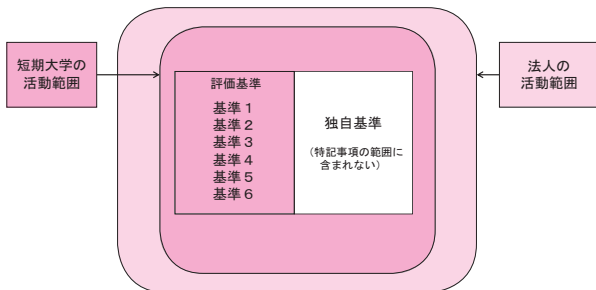 短期大学の
活動範囲
法人の
活動範囲
評価基準
基準1
基準2
基準3
基準4
基準5
基準6
独自基準
（特記事項の範囲に
含まれない）